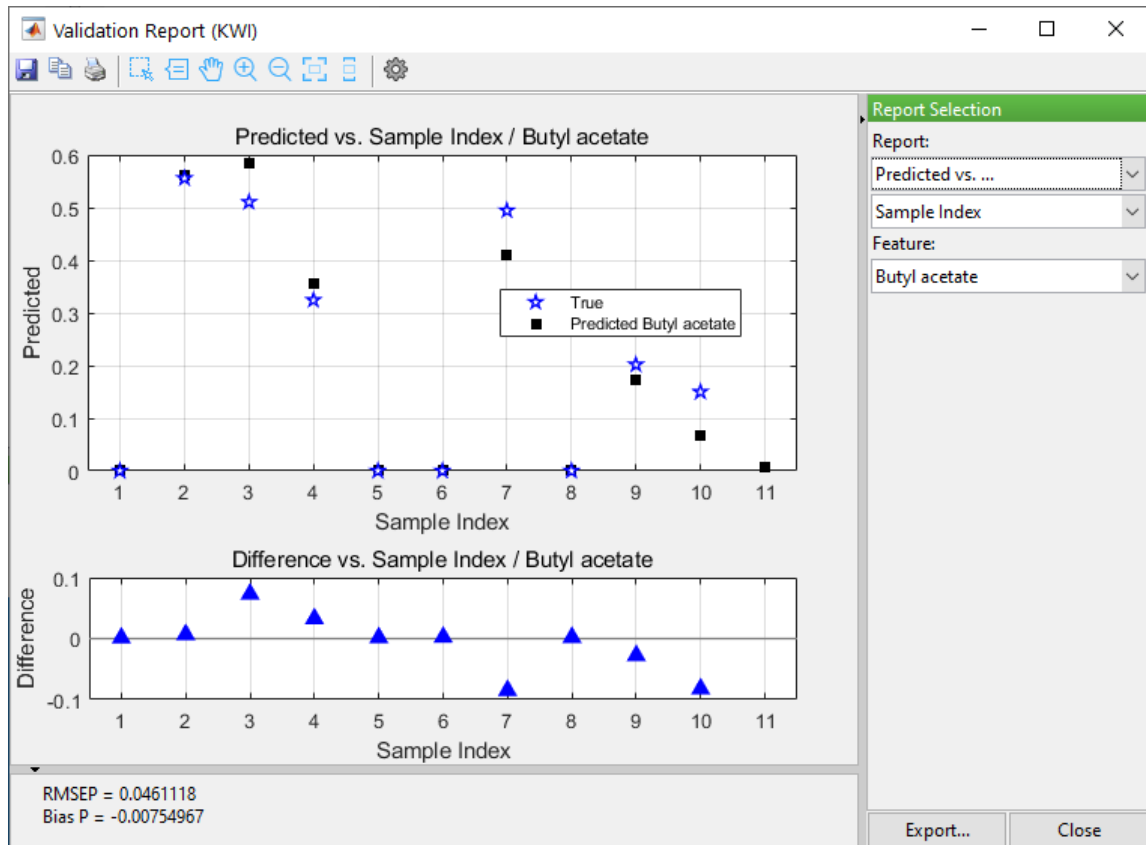 Validation Report (KWI)
Predicted vs. Sample Index / Butyl acetate
0.6
0.5
0.4
0.3
0.2
0.1
0
Predicted
True
Predicted Butyl acetate
1 2 3 4 5 6 7 8 9 10 11
Sample Index
Difference vs. Sample Index / Butyl acetate
0.1
0
-0.1
Difference
1 2 3 4 5 6 7 8 9 10 11
Sample Index
RMSEP = 0.0461118
Bias P = -0.00754967
Report Selection
Report:
Predicted vs. ...
Sample Index
Feature:
Butyl acetate
Export... Close